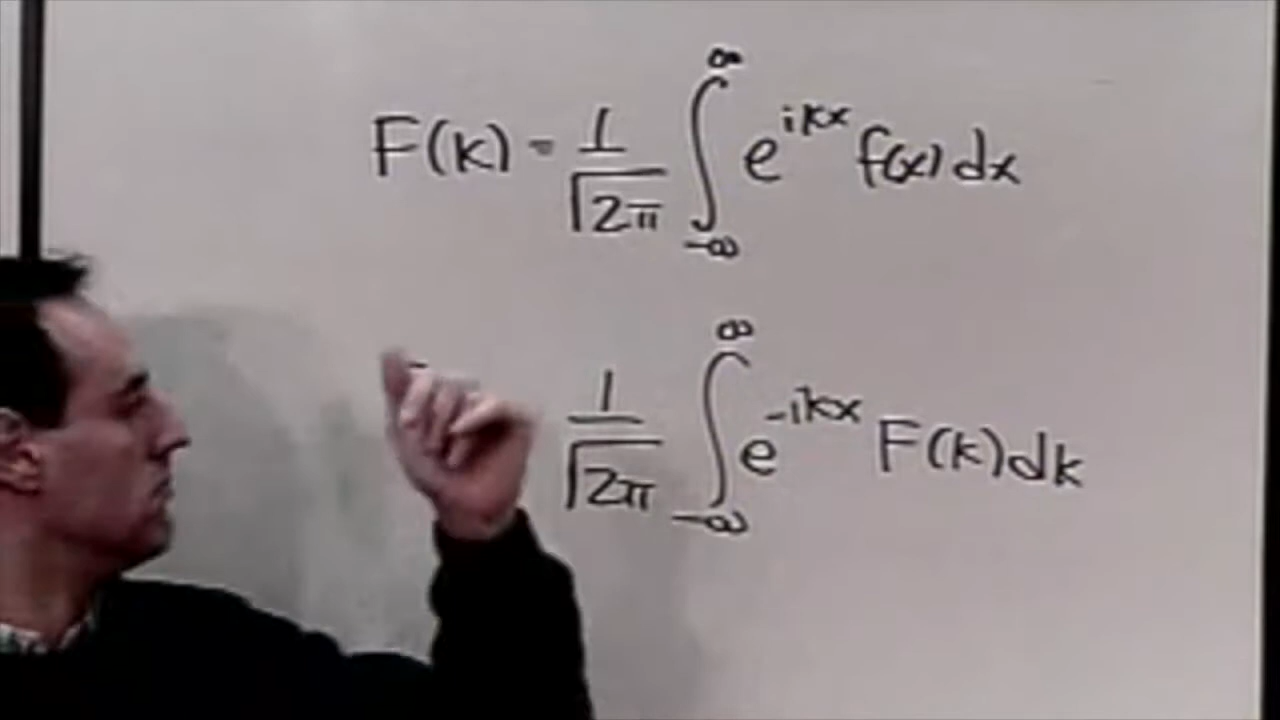 F(k) = 1/√2π ∫_{-∞}^{∞} e^{ikx} f(x) dx
1/√2π ∫_{-∞}^{∞} e^{-ikx} F(k) dk